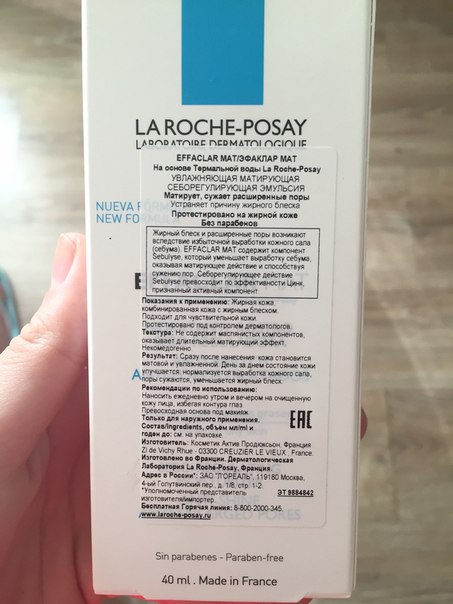 LA ROCHE-POSAY
LABORATOIRE DERMATOLOGIQUE
EFFACLAR MAT/ЭФАКЛАР МАТ
На основе Термальной воды La Roche-Posay
УВЛАЖНЯЮЩАЯ МАТИРУЮЩАЯ
СЕБОРЕГУЛИРУЮЩАЯ ЭМУЛЬСИЯ
Матирует, сужает расширенные поры
Устраняет причину жирного блеска
NUEVA FÓRM
NEW FORM
Протестировано на жирной коже
Без парабенов
Жирный блеск и расширенные поры возникают
вследствие избыточной выработки кожного сала
(себума). EFFACLAR MAT содержит компонент
Sebulyse, который уменьшает выработку себума,
оказывая матирующее действие и способствуя
сужению пор. Себорегулирующее действие
Sebulyse превосходит по эффективности Цинк,
признанный активный компонент.
Показания к применению: Жирная кожа,
комбинированная кожа с жирным блеском.
Подходит для чувствительной кожи.
Протестировано под контролем дерматологов.
Текстура: Не содержит маслянистых компонентов,
оказывает длительный матирующий эффект.
Некомедогенно.
Результат: Сразу после нанесения кожа становится
матовой и увлажненной. День за днем состояние кожи
улучшается: нормализуется выработка кожного сала,
поры сужаются, уменьшается жирный блеск.
Рекомендации по использованию:
Наносить ежедневно утром и вечером на очищенную
кожу лица, избегая контура глаз
Превосходная основа под макияж.
Только для наружного применения.
Состав/Ingredients, объем мл/ml и
годен до: см. на упаковке.
EAC
Изготовитель: Косметик Актив Продюксьон, Франция
ZI de Vichy Rhue - 03300 CREUZIER LE VIEUX, France.
Изготовлено во Франции. Дерматологическая
Лаборатория La Roche-Posay, Франция.
Адрес в России*: ЗАО "Л'ОРЕАЛЬ", 119180 Москва,
4-ый Голутвинский пер. д. 1/8, стр. 1-2.
*Уполномоченный представитель
изготовителя/импортер.
ЭТ 9884842
Бесплатная Горячая линия: 8-800-2000-345.
www.laroche-posay.ru
RGED PORES
Sin parabenes - Paraben-free
40 ml . Made in France